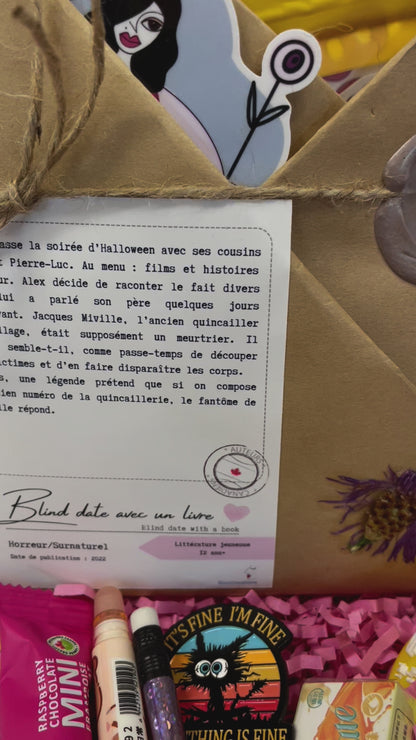 asse la soirée d'Halloween avec ses cousins
Pierre-Luc. Au menu : films et histoires
ur. Alex décide de raconter le fait divers
lui a parlé son père quelques jours
vant. Jacques Miville, l'ancien quincailler
llage, était supposément un meurtrier. Il
semble-t-il, comme passe-temps de découper
ictimes et d'en faire disparaître les corps.
s, une légende prétend que si on compose
ien numéro de la quincaillerie, le fantôme de
lle répond.
AUTEURS
CANADIENS
Blind date avec un livre
Blind date with a book
Horreur/Surnaturel
Littérature jeunesse
12 ans+
Date de publication : 2022
RASPBERRY
CHOCOLATE
MINI
FRAMBOISE
IT'S FINE I'M FINE
THING IS FINE